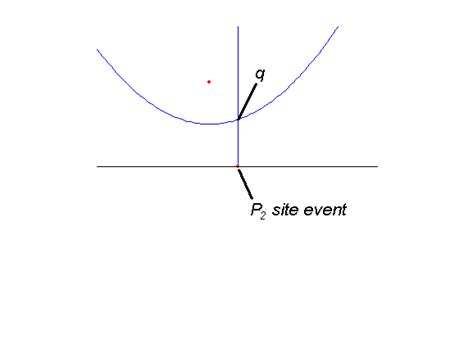 q
P₂ site event